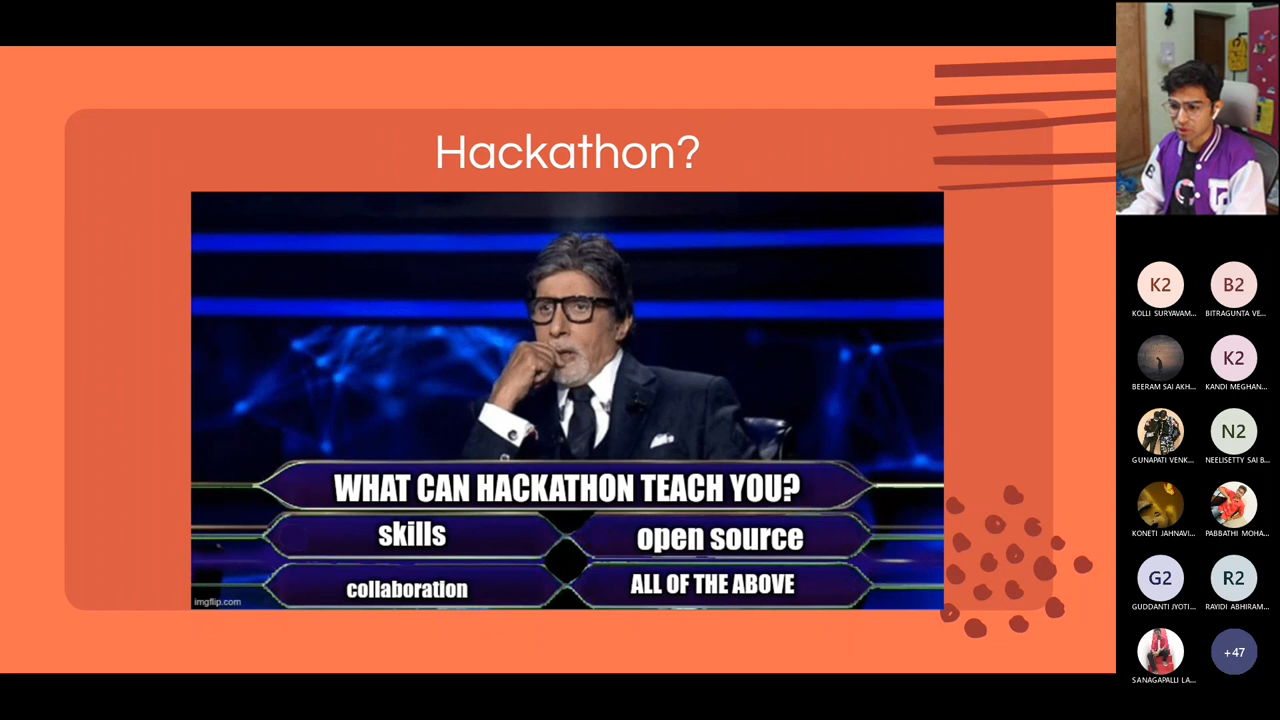 Hackathon?
WHAT CAN HACKATHON TEACH YOU?
skills
open source
collaboration
ALL OF THE ABOVE
imgflip.com
K2
B2
KOLLI SURYAVAM...
BITRAGUNTA VE...
K2
BEERAM SAI AKH...
KANDI MEGHAN...
N2
GUNAPATI VENK...
NEELISETTY SAI B...
KONETI JAHNAVI...
PABBATHI MOHA...
G2
R2
GUDDANTI JYOTI...
RAYIDI ABHIRAM...
+47
SANAGAPALLI LA...